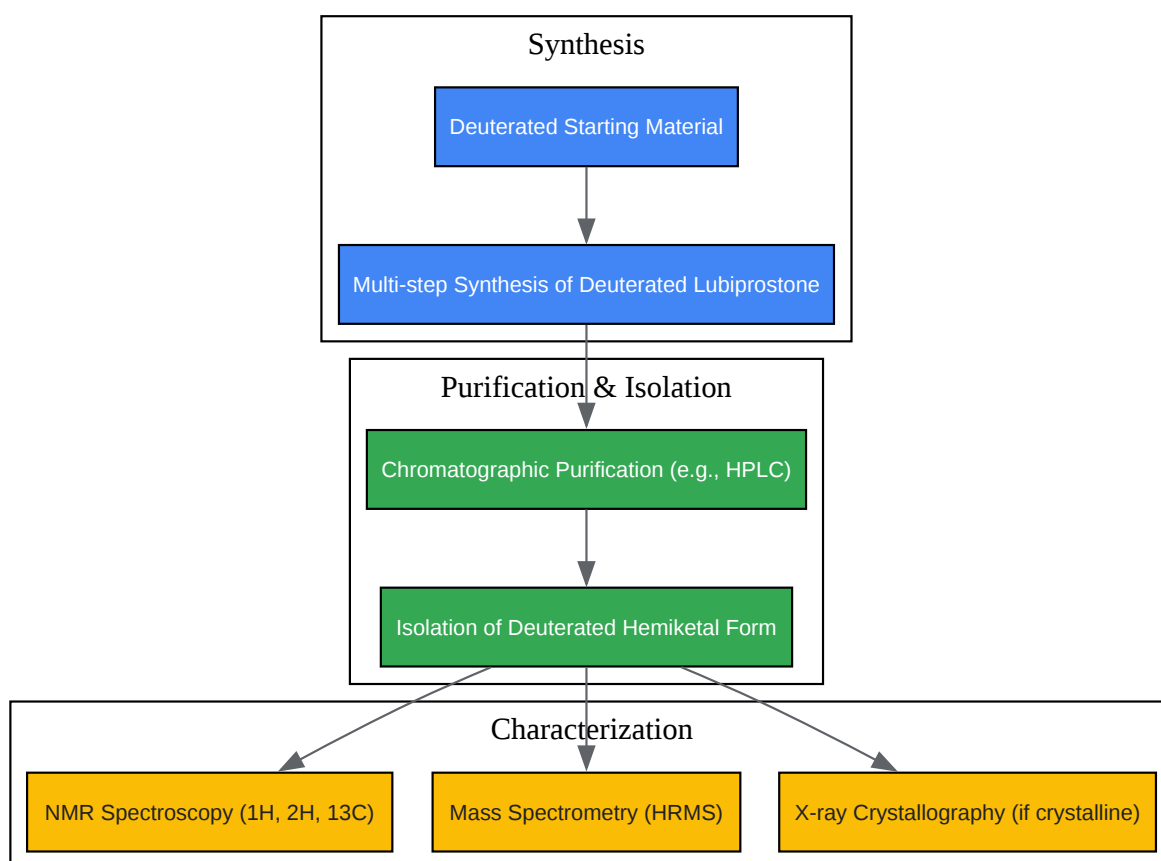 Synthesis
Deuterated Starting Material
Multi-step Synthesis of Deuterated Lubiprostone
Purification & Isolation
Chromatographic Purification (e.g., HPLC)
Isolation of Deuterated Hemiketal Form
Characterization
NMR Spectroscopy (1H, 2H, 13C)
Mass Spectrometry (HRMS)
X-ray Crystallography (if crystalline)